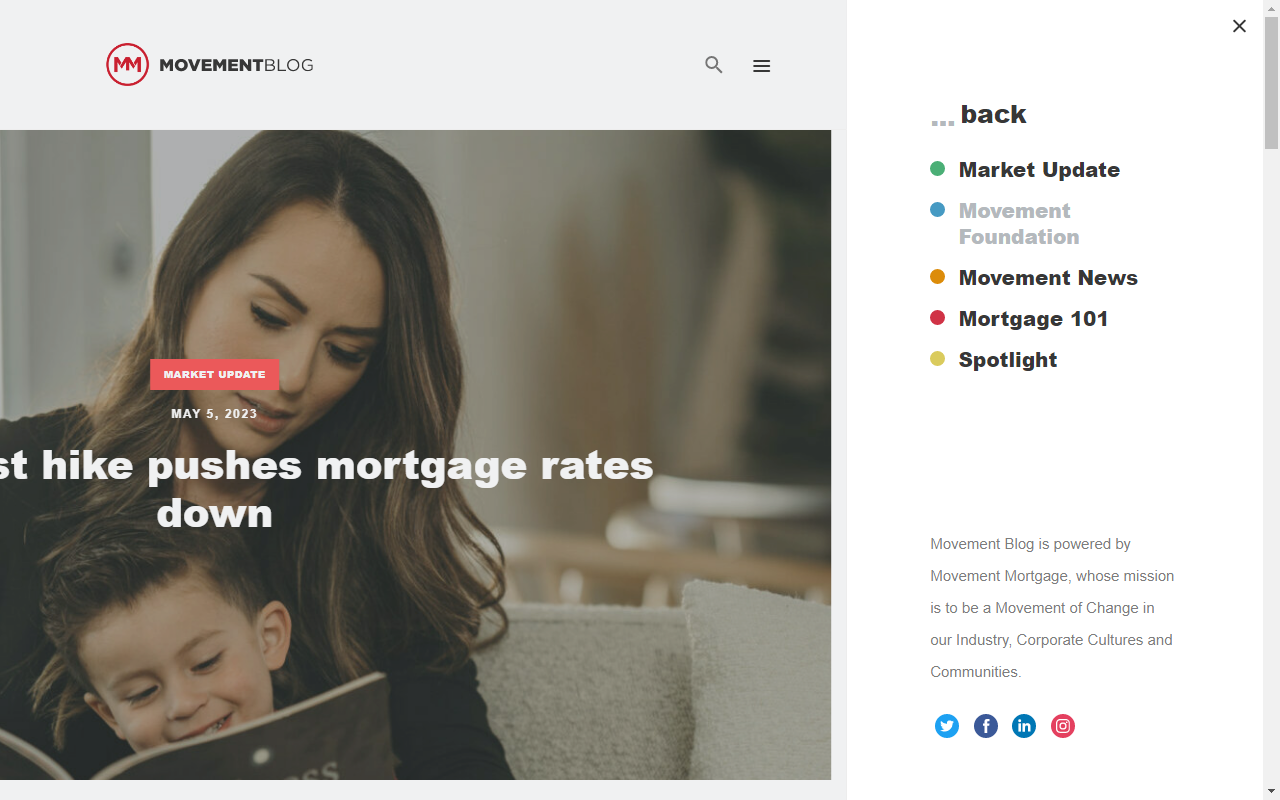 MOVEMENTBLOG
MARKET UPDATE
MAY 5, 2023
st hike pushes mortgage rates
down
... back
Market Update
Movement
Foundation
Movement News
Mortgage 101
Spotlight
Movement Blog is powered by
Movement Mortgage, whose mission
is to be a Movement of Change in
our Industry, Corporate Cultures and
Communities.